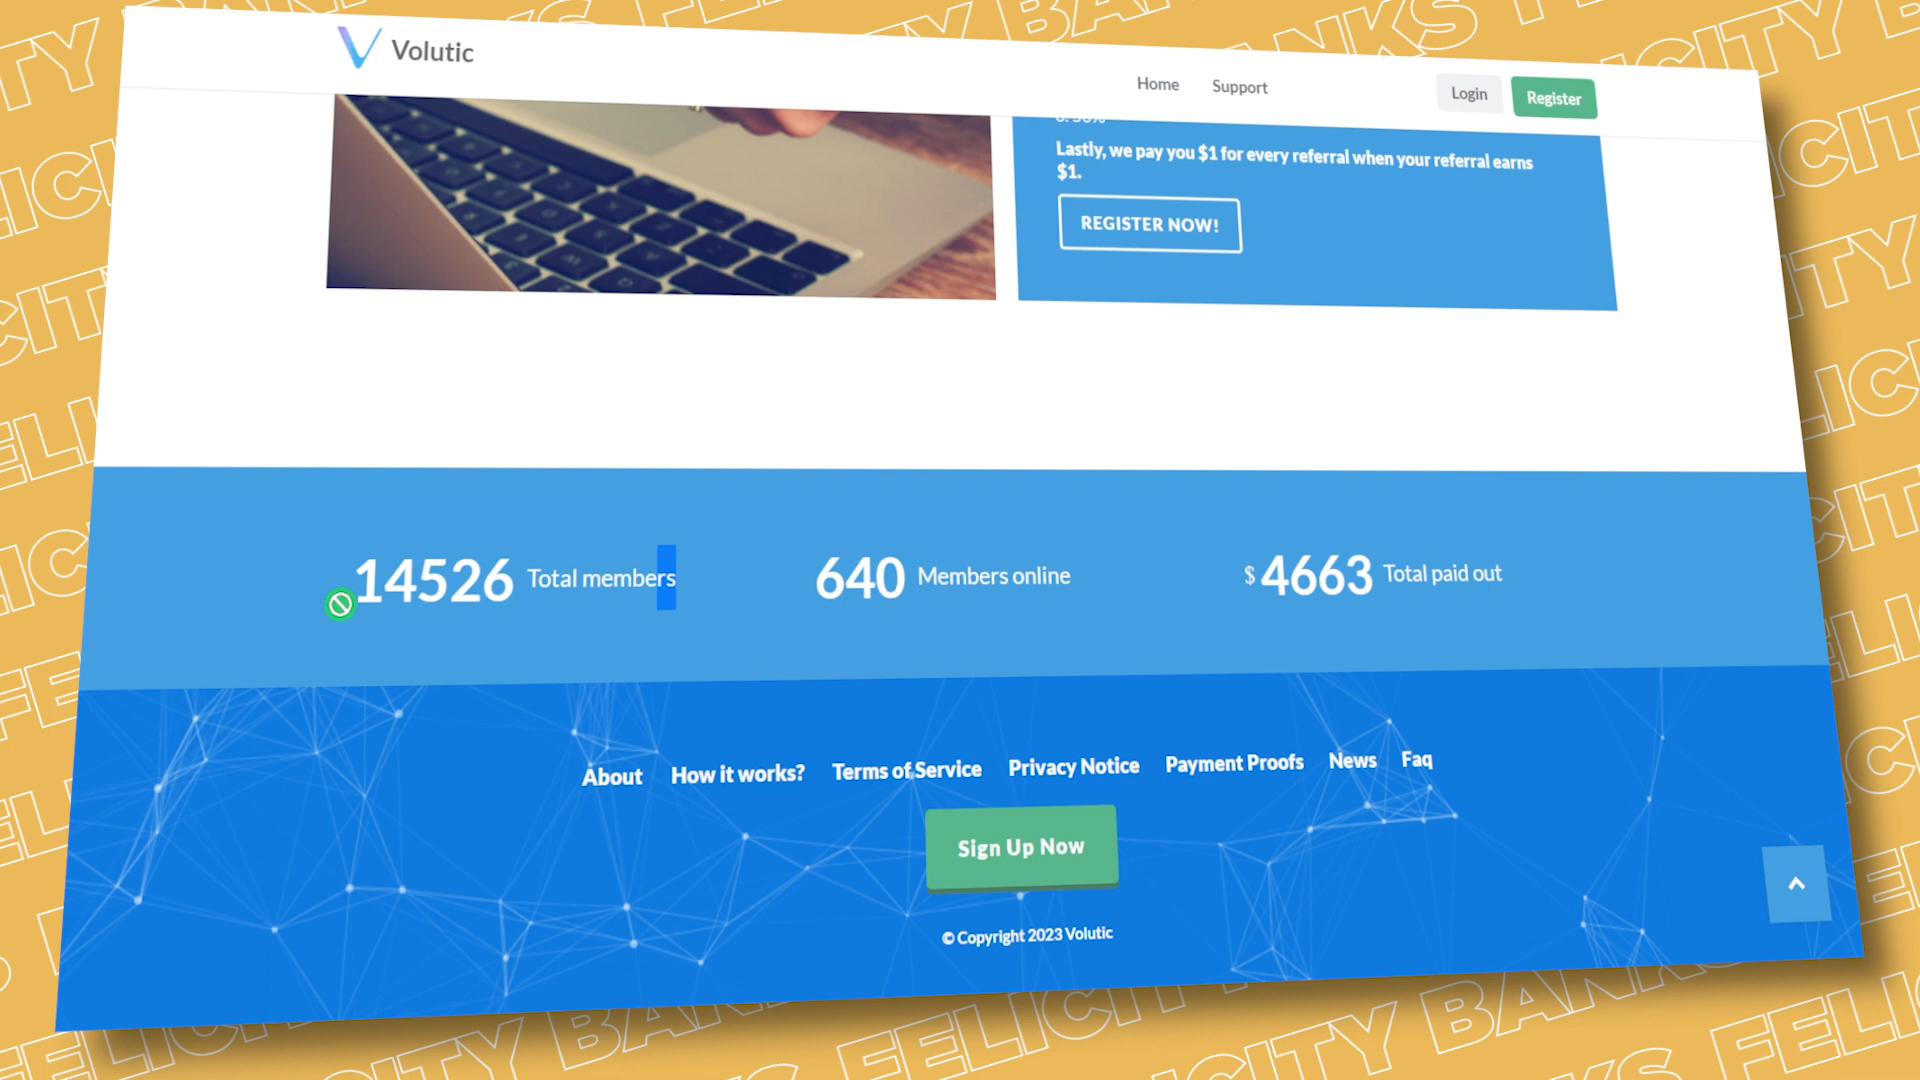 Volutic
Home Support Login Register
Lastly, we pay you $1 for every referral when your referral earns
$1.
REGISTER NOW!
14526 Total members
640 Members online
$ 4663 Total paid out
About How it works? Terms of Service Privacy Notice Payment Proofs News Faq
Sign Up Now
© Copyright 2023 Volutic
FELICITY BANKS